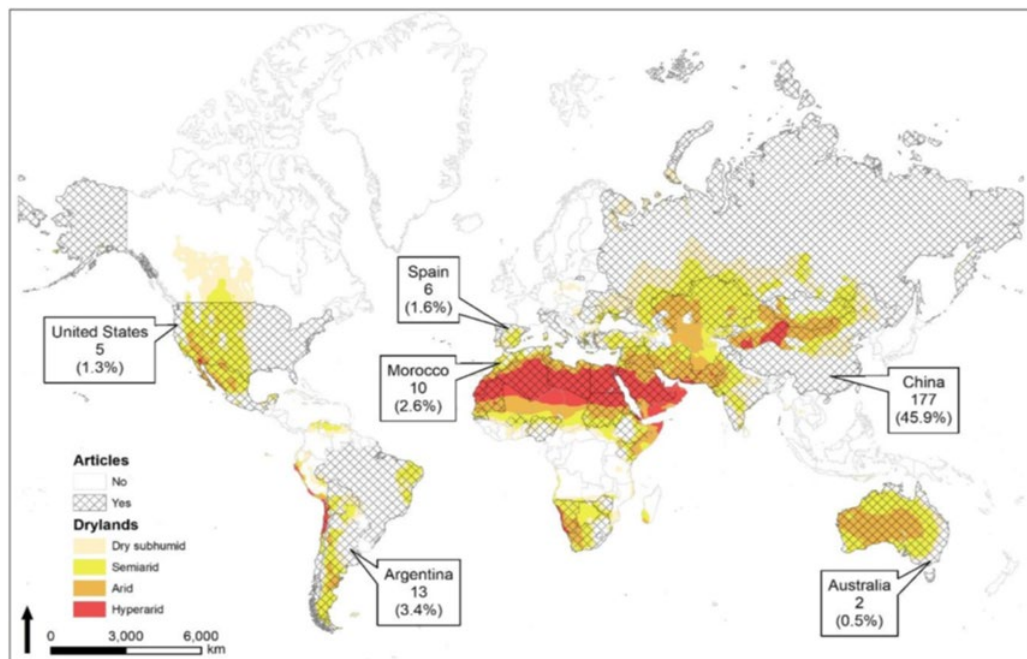 Spain
6
(1.6%)
United States
5
(1.3%)
Morocco
10
(2.6%)
China
177
(45.9%)
Argentina
13
(3.4%)
Australia
2
(0.5%)
Articles
No
Yes
Drylands
Dry subhumid
Semiarid
Arid
Hyperarid
0 3,000 6,000
km